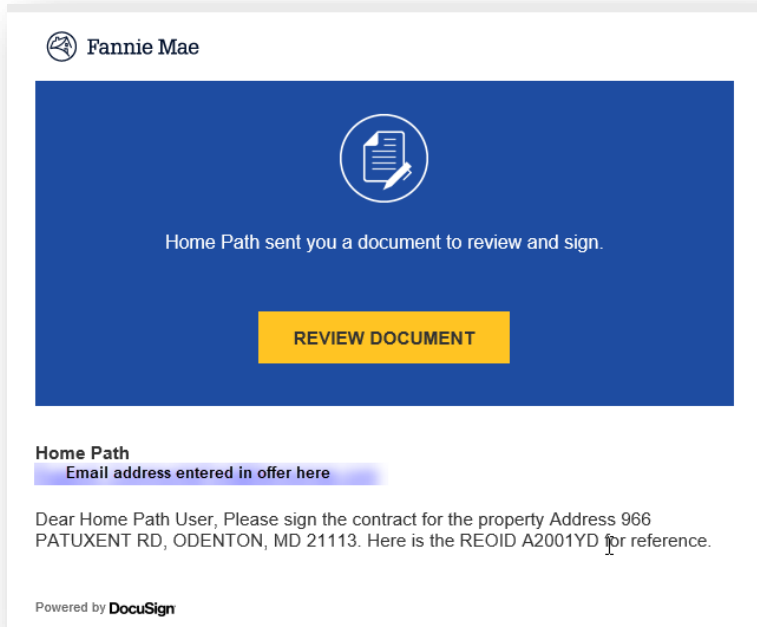 Fannie Mae
Home Path sent you a document to review and sign.
REVIEW DOCUMENT
Home Path
Email address entered in offer here
Dear Home Path User, Please sign the contract for the property Address 966
PATUXENT RD, ODENTON, MD 21113. Here is the REOID A2001YD for reference.
Powered by DocuSign